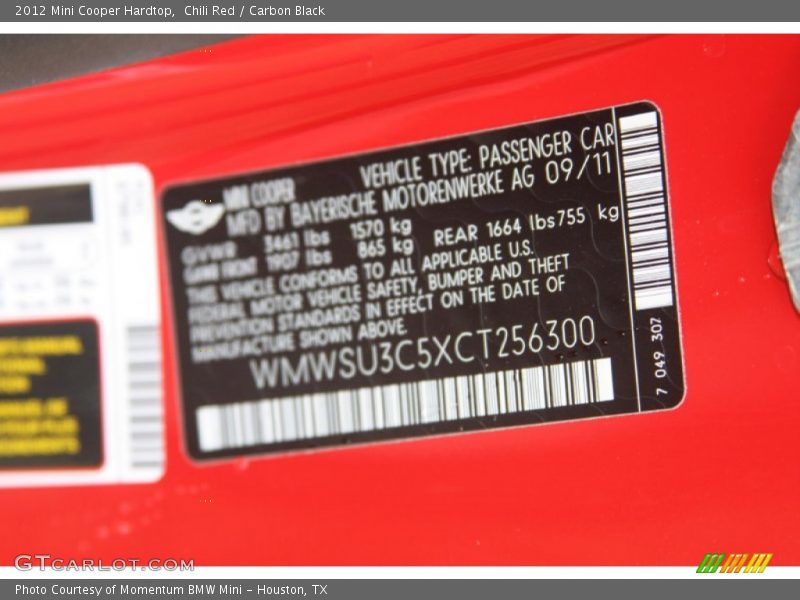 2012 Mini Cooper Hardtop,  Chili Red / Carbon Black
MINI COOPER
VEHICLE TYPE: PASSENGER CAR
MFD BY BAYERISCHE MOTORENWERKE AG 09/11
GVWR 3461 lbs 1570 kg
GAWR FRONT 1907 lbs 865 kg REAR 1664 lbs 755 kg
THIS VEHICLE CONFORMS TO ALL APPLICABLE U.S.
FEDERAL MOTOR VEHICLE SAFETY, BUMPER AND THEFT
PREVENTION STANDARDS IN EFFECT ON THE DATE OF
MANUFACTURE SHOWN ABOVE.
WMWSU3C5XCT256300
7 049 302
GTCARLOT.COM
Photo Courtesy of Momentum BMW Mini - Houston, TX